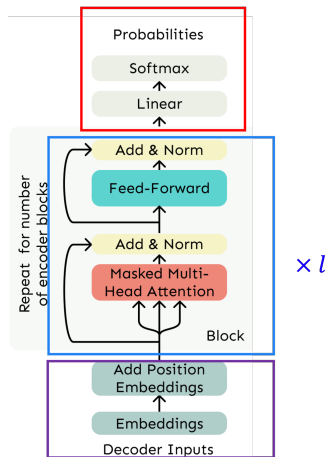 Probabilities
Softmax
Linear
Add & Norm
Feed-Forward
Add & Norm
Masked Multi-
Head Attention
Block
Repeat for number
of encoder blocks
× l
Add Position
Embeddings
Embeddings
Decoder Inputs